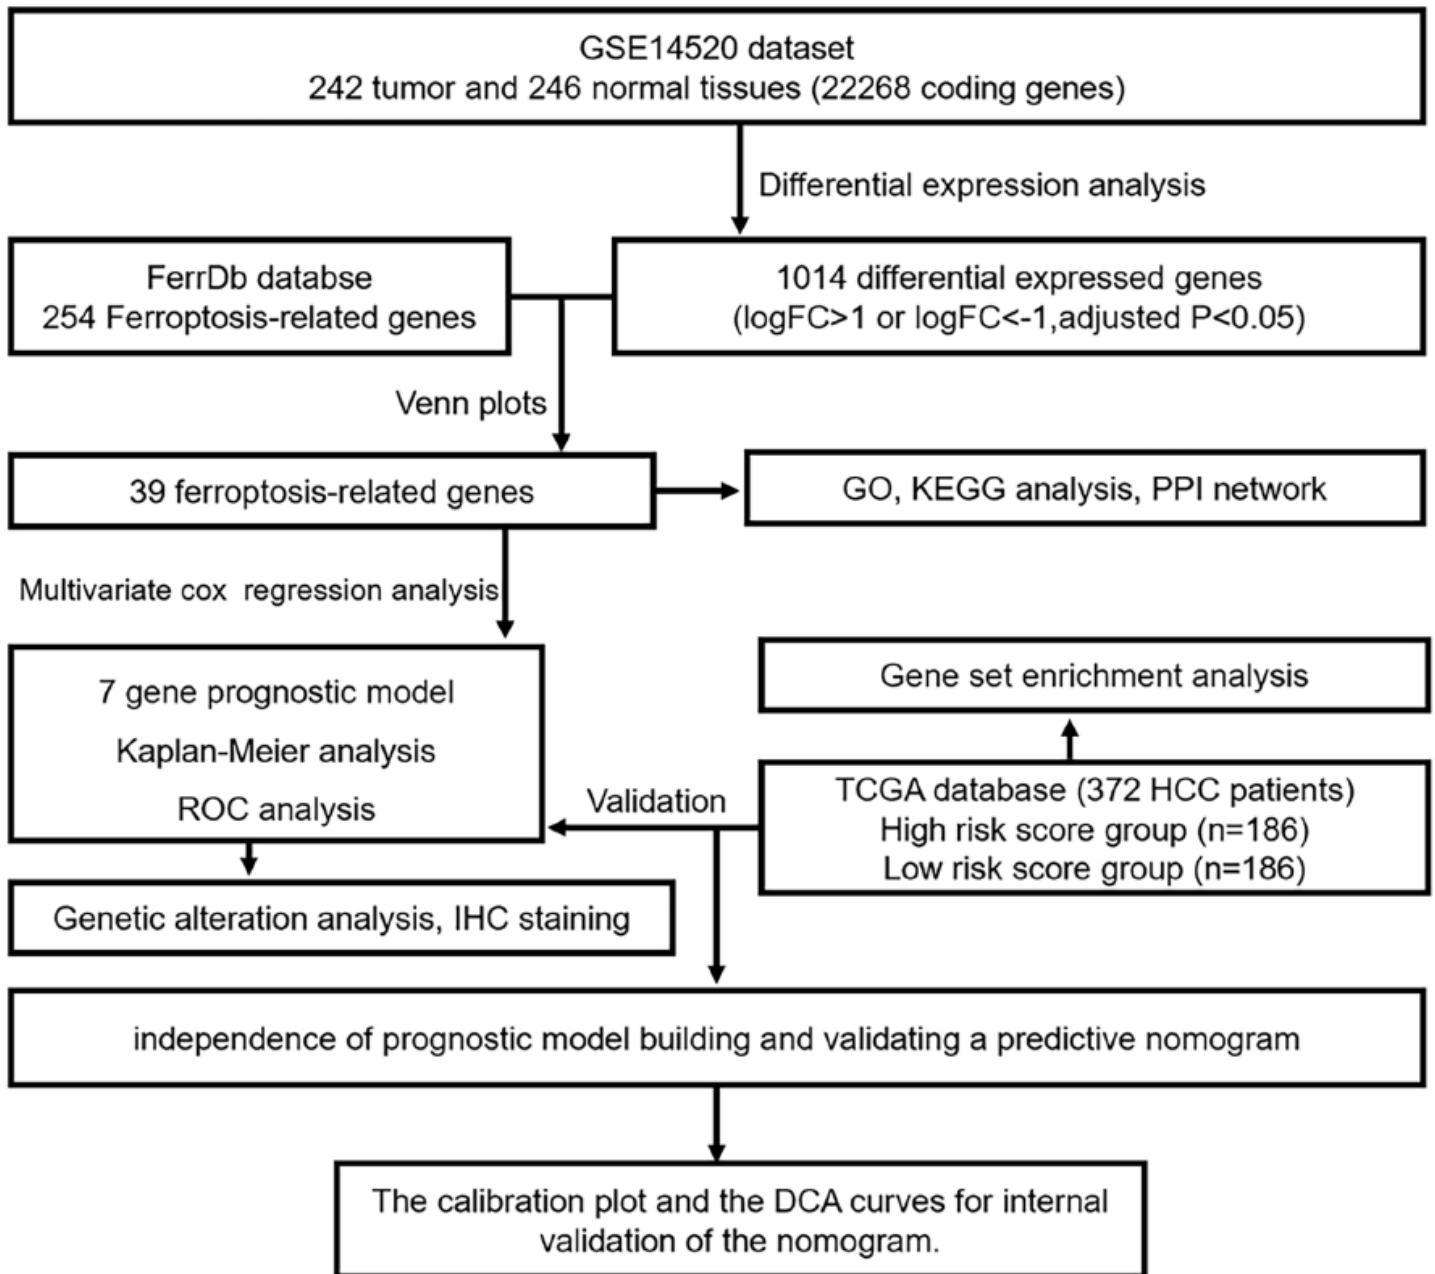 GSE14520 dataset
242 tumor and 246 normal tissues (22268 coding genes)
Differential expression analysis
FerrDb databse
254 Ferroptosis-related genes
1014 differential expressed genes
(logFC>1 or logFC<-1,adjusted P<0.05)
Venn plots
39 ferroptosis-related genes
GO, KEGG analysis, PPI network
Multivariate cox regression analysis
7 gene prognostic model
Kaplan-Meier analysis
ROC analysis
Gene set enrichment analysis
Validation
TCGA database (372 HCC patients)
High risk score group (n=186)
Low risk score group (n=186)
Genetic alteration analysis, IHC staining
independence of prognostic model building and validating a predictive nomogram
The calibration plot and the DCA curves for internal
validation of the nomogram.